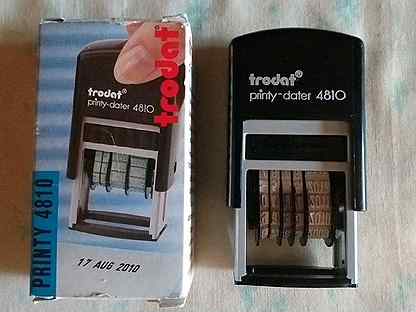 trodat®
printy-dater 4810
trodat
PRINTY 4810
17 AUG 2010
trodat®
printy-dater 4810